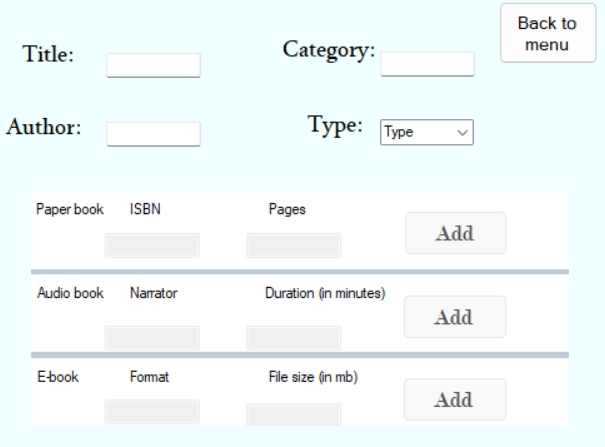 Back to
menu
Title:
Category:
Author:
Type:
Type
Paper book ISBN Pages
Add
Audio book Narrator Duration (in minutes)
Add
E-book Format File size (in mb)
Add